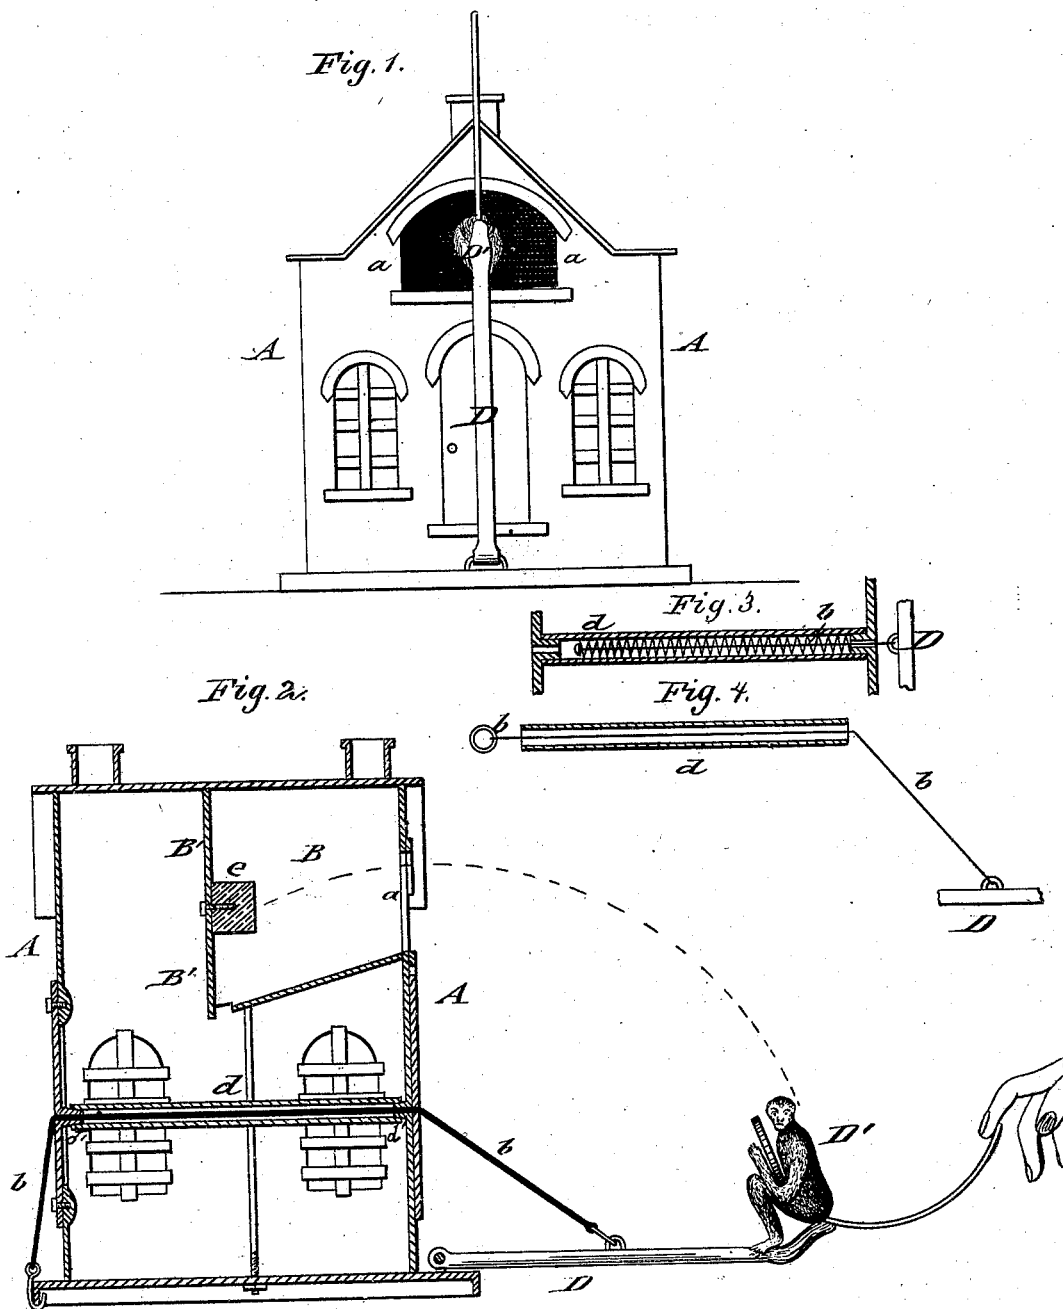 Fig. 1.
a D' a
A A
D
Fig. 3.
d b D
Fig. 2.
Fig. 4.
b d b
D
B' e B
a
A B' A
d
d d
b b
D'
D